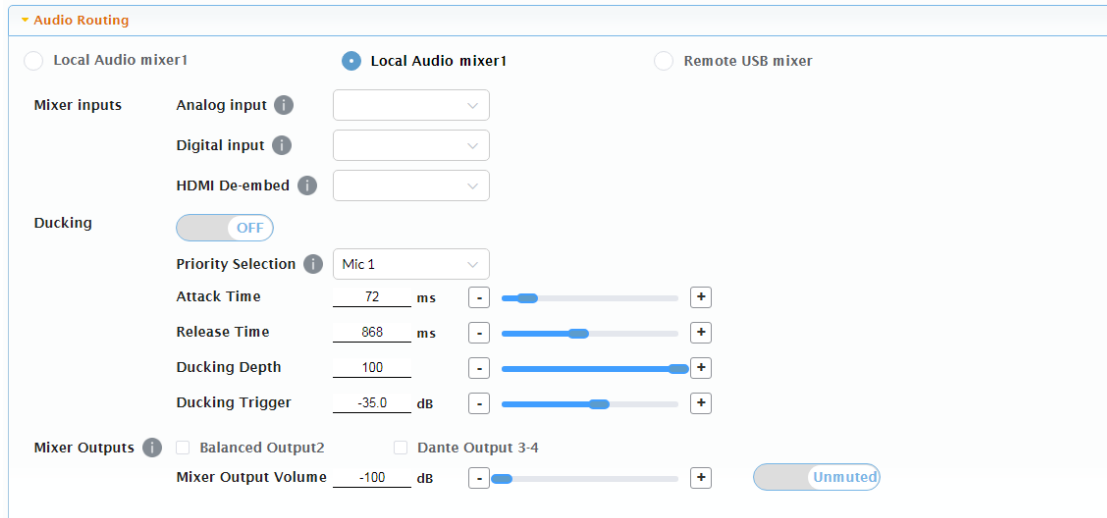 Audio Routing
Local Audio mixer1 Local Audio mixer1 Remote USB mixer
Mixer inputs Analog input i
Digital input i
HDMI De-embed i
Ducking OFF
Priority Selection i Mic 1
Attack Time 72 ms - +
Release Time 868 ms - +
Ducking Depth 100 - +
Ducking Trigger -35.0 dB - +
Mixer Outputs i Balanced Output2 Dante Output 3-4
Mixer Output Volume -100 dB - + Unmuted